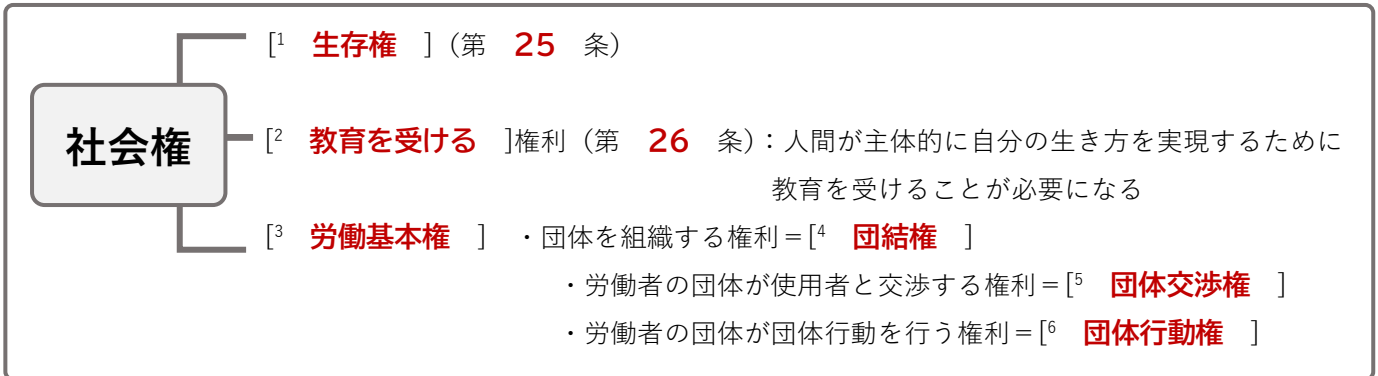 [1 生存権 ](第 25 条)
社会権
[2 教育を受ける ]権利(第 26 条):人間が主体的に自分の生き方を実現するために
教育を受けることが必要になる
[3 労働基本権 ] ・団体を組織する権利=[4 団結権 ]
・労働者の団体が使用者と交渉する権利=[5 団体交渉権 ]
・労働者の団体が団体行動を行う権利=[6 団体行動権 ]